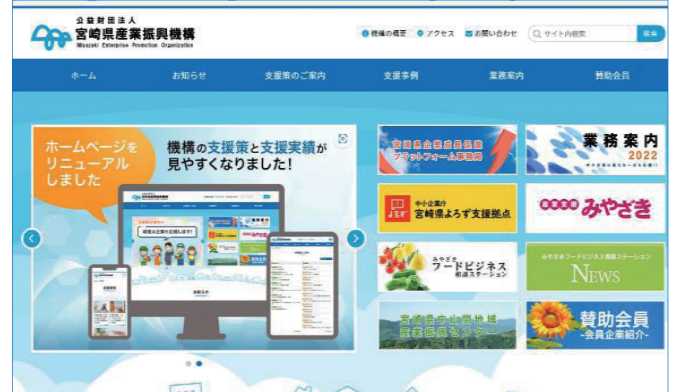 公益財団法人
宮崎県産業振興機構
Miyazaki Enterprise Promotion Organization
機構の概要 アクセス お問い合わせ サイト内検索 検索
ホーム お知らせ 支援策のご案内 支援事例 業務案内 賛助会員
ホームページを
リニューアル
しました
機構の支援策と支援実績が
見やすくなりました!
宮崎県企業成長促進
プラットフォーム事務局
業務案内
2022
よろず
中小企業庁
宮崎県よろず支援拠点
産業支援 みやざき
みやざき
フードビジネス
相談ステーション
みやざきフードビジネス相談ステーション
NEWS
宮崎県中山間地域
産業振興センター
賛助会員
-会員企業紹介-